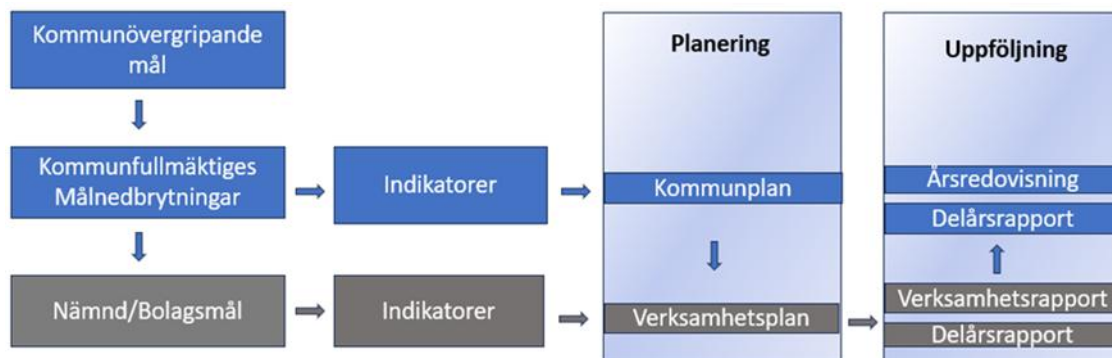 Kommunövergripande
mål
Kommunfullmäktiges
Målnedbrytningar
Indikatorer
Nämnd/Bolagsmål
Indikatorer
Planering
Kommunplan
Verksamhetsplan
Uppföljning
Årsredovisning
Delårsrapport
Verksamhetsrapport
Delårsrapport